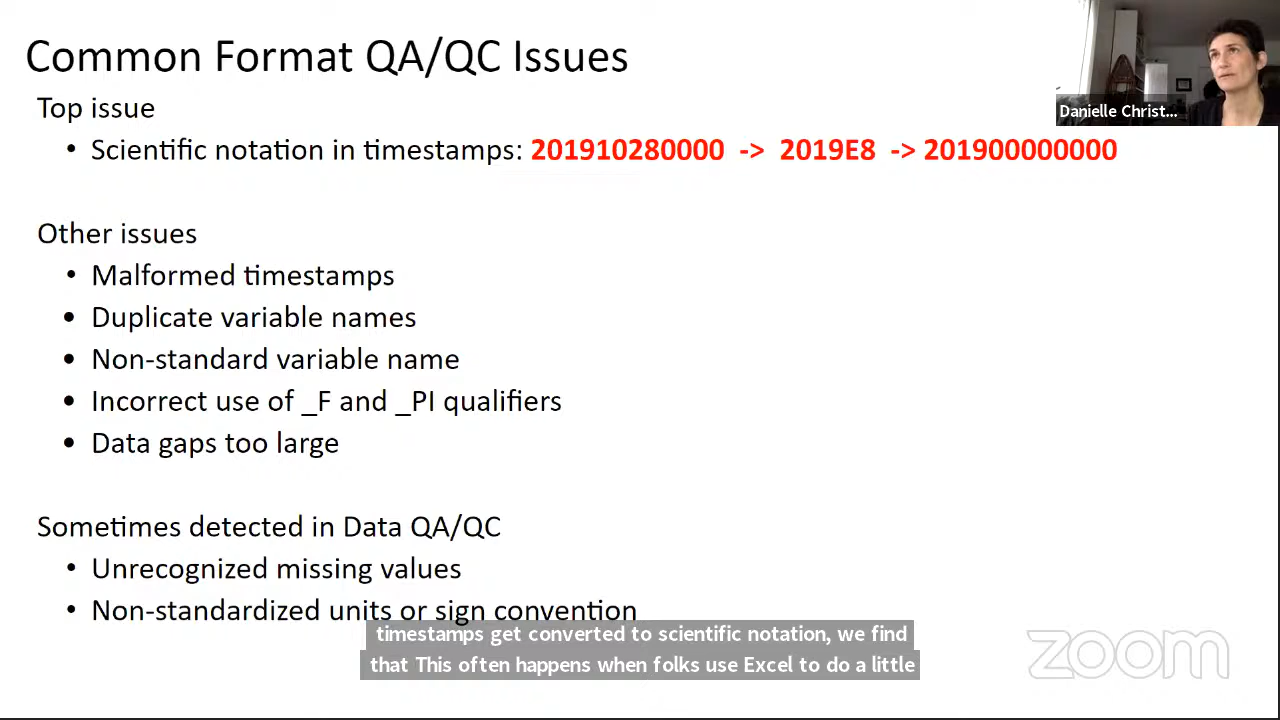 Common Format QA/QC Issues
Danielle Christ...
Top issue
• Scientific notation in timestamps: 201910280000 -> 2019E8 -> 201900000000
Other issues
• Malformed timestamps
• Duplicate variable names
• Non-standard variable name
• Incorrect use of _F and _PI qualifiers
• Data gaps too large
Sometimes detected in Data QA/QC
• Unrecognized missing values
• Non-standardized units or sign convention
timestamps get converted to scientific notation, we find
that This often happens when folks use Excel to do a little
zoom